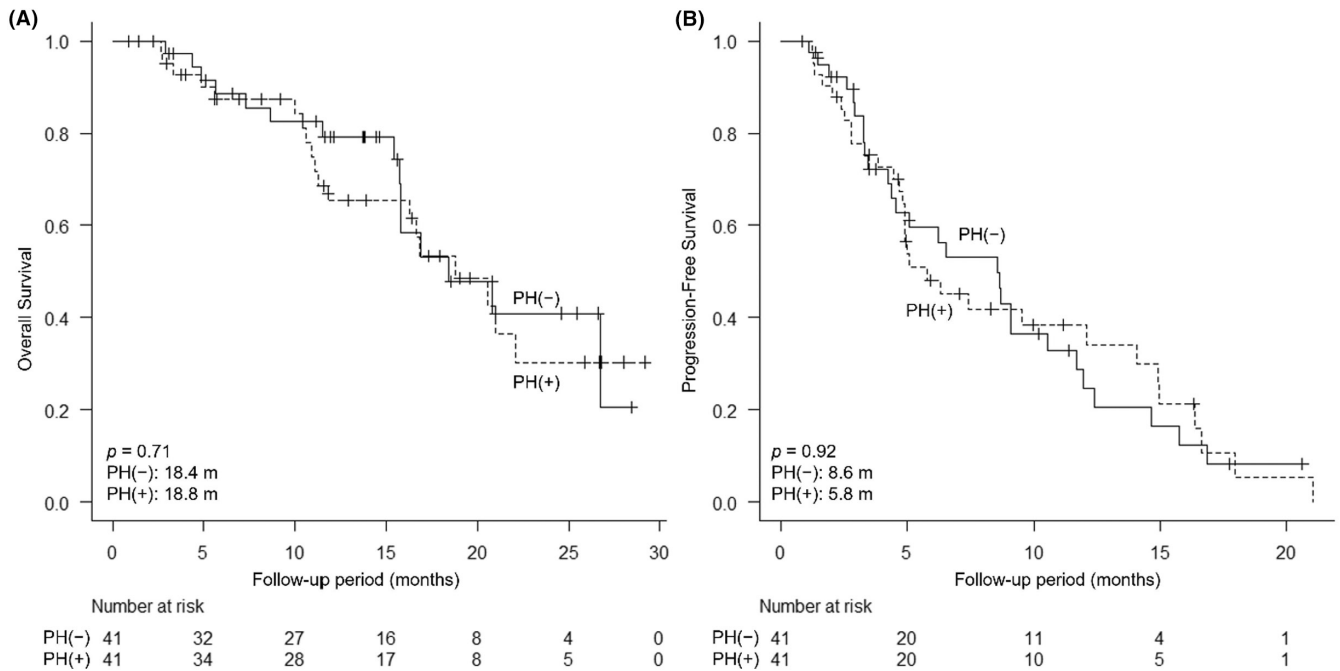 (A)
1.0
0.8
0.6
0.4
0.2
0.0
Overall Survival
PH(−)
PH(+)
p = 0.71
PH(−): 18.4 m
PH(+): 18.8 m
0 5 10 15 20 25 30
Follow-up period (months)
Number at risk
PH(−) 41 32 27 16 8 4 0
PH(+) 41 34 28 17 8 5 0
(B)
1.0
0.8
0.6
0.4
0.2
0.0
Progression-Free Survival
PH(−)
PH(+)
p = 0.92
PH(−): 8.6 m
PH(+): 5.8 m
0 5 10 15 20
Follow-up period (months)
Number at risk
PH(−) 41 20 11 4 1
PH(+) 41 20 10 5 1